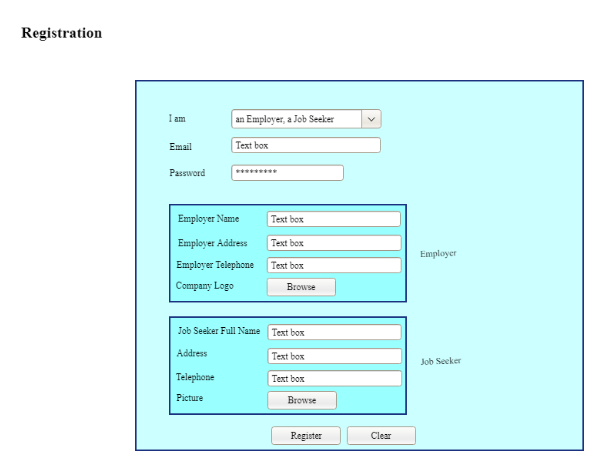 Registration
I am an Employer, a Job Seeker
Email Text box
Password *********
Employer Name Text box
Employer Address Text box
Employer
Employer Telephone Text box
Company Logo Browse
Job Seeker Full Name Text box
Address Text box
Job Seeker
Telephone Text box
Picture Browse
Register Clear